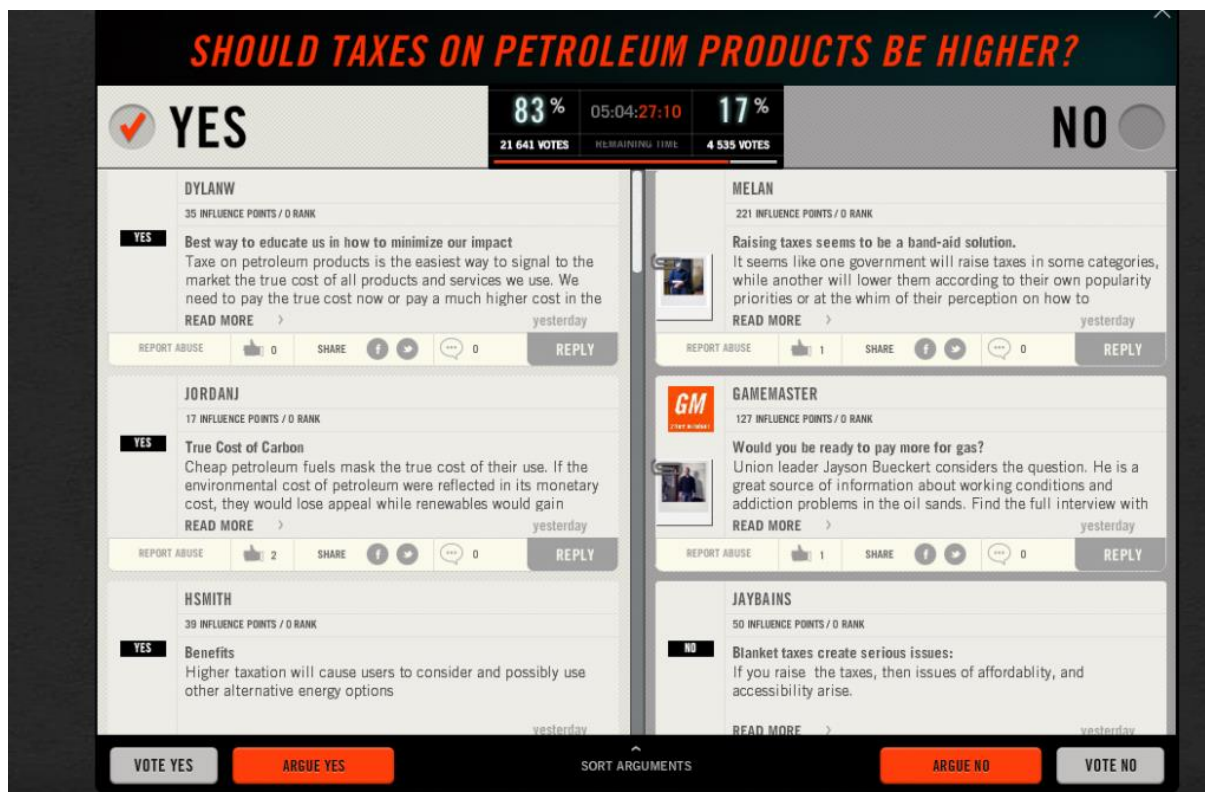 SHOULD TAXES ON PETROLEUM PRODUCTS BE HIGHER?
YES
83%
21 641 VOTES
05:04:27:10
REMAINING TIME
17%
4 535 VOTES
NO
DYLANW
35 INFLUENCE POINTS / 0 RANK
YES
Best way to educate us in how to minimize our impact
Taxe on petroleum products is the easiest way to signal to the
market the true cost of all products and services we use. We
need to pay the true cost now or pay a much higher cost in the
READ MORE
yesterday
REPORT ABUSE
0
SHARE
0
REPLY
JORDANJ
17 INFLUENCE POINTS / 0 RANK
YES
True Cost of Carbon
Cheap petroleum fuels mask the true cost of their use. If the
environmental cost of petroleum were reflected in its monetary
cost, they would lose appeal while renewables would gain
READ MORE
yesterday
REPORT ABUSE
2
SHARE
0
REPLY
HSMITH
39 INFLUENCE POINTS / 0 RANK
YES
Benefits
Higher taxation will cause users to consider and possibly use
other alternative energy options
yesterday
MELAN
221 INFLUENCE POINTS / 0 RANK
Raising taxes seems to be a band-aid solution.
It seems like one government will raise taxes in some categories,
while another will lower them according to their own popularity
priorities or at the whim of their perception on how to
READ MORE
yesterday
REPORT ABUSE
1
SHARE
0
REPLY
GM
GAMEMASTER
127 INFLUENCE POINTS / 0 RANK
Would you be ready to pay more for gas?
Union leader Jayson Bueckert considers the question. He is a
great source of information about working conditions and
addiction problems in the oil sands. Find the full interview with
READ MORE
yesterday
REPORT ABUSE
1
SHARE
0
REPLY
JAYBAINS
50 INFLUENCE POINTS / 0 RANK
NO
Blanket taxes create serious issues:
If you raise the taxes, then issues of affordablity, and
accessibility arise.
READ MORE
yesterday
VOTE YES
ARGUE YES
SORT ARGUMENTS
ARGUE NO
VOTE NO